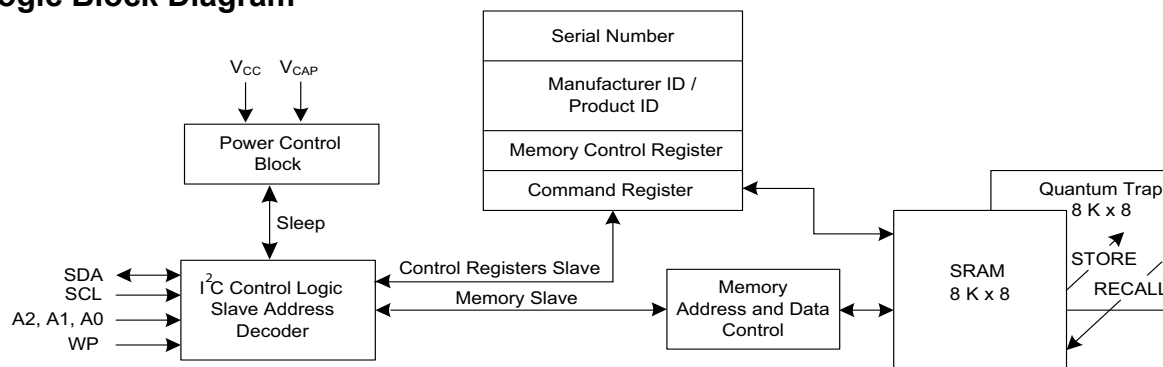 ogic Block Diagram
Serial Number
Manufacturer ID /
Product ID
Memory Control Register
Command Register
VCC VCAP
Power Control
Block
Sleep
Quantum Trap
8 K x 8
STORE
RECALL
SRAM
8 K x 8
SDA
SCL
A2, A1, A0
WP
I2C Control Logic
Slave Address
Decoder
Control Registers Slave
Memory Slave
Memory
Address and Data
Control